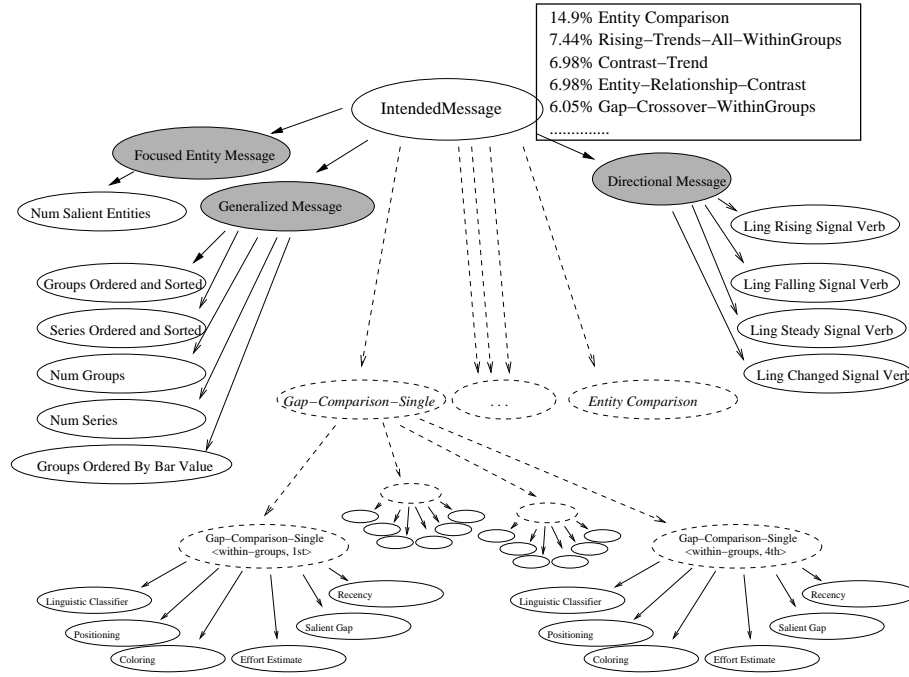 14.9% Entity Comparison
7.44% Rising−Trends−All−WithinGroups
6.98% Contrast−Trend
6.98% Entity−Relationship−Contrast
6.05% Gap−Crossover−WithinGroups
..............
IntendedMessage
Focused Entity Message
Generalized Message
Directional Message
Num Salient Entities
Groups Ordered and Sorted
Series Ordered and Sorted
Num Groups
Num Series
Groups Ordered By Bar Value
Ling Rising Signal Verb
Ling Falling Signal Verb
Ling Steady Signal Verb
Ling Changed Signal Verb
Gap−Comparison−Single
. . .
Entity Comparison
Gap−Comparison−Single
<within−groups, 1st>
Linguistic Classifier
Positioning
Coloring
Effort Estimate
Salient Gap
Recency
Gap−Comparison−Single
<within−groups, 4th>
Linguistic Classifier
Positioning
Coloring
Effort Estimate
Salient Gap
Recency